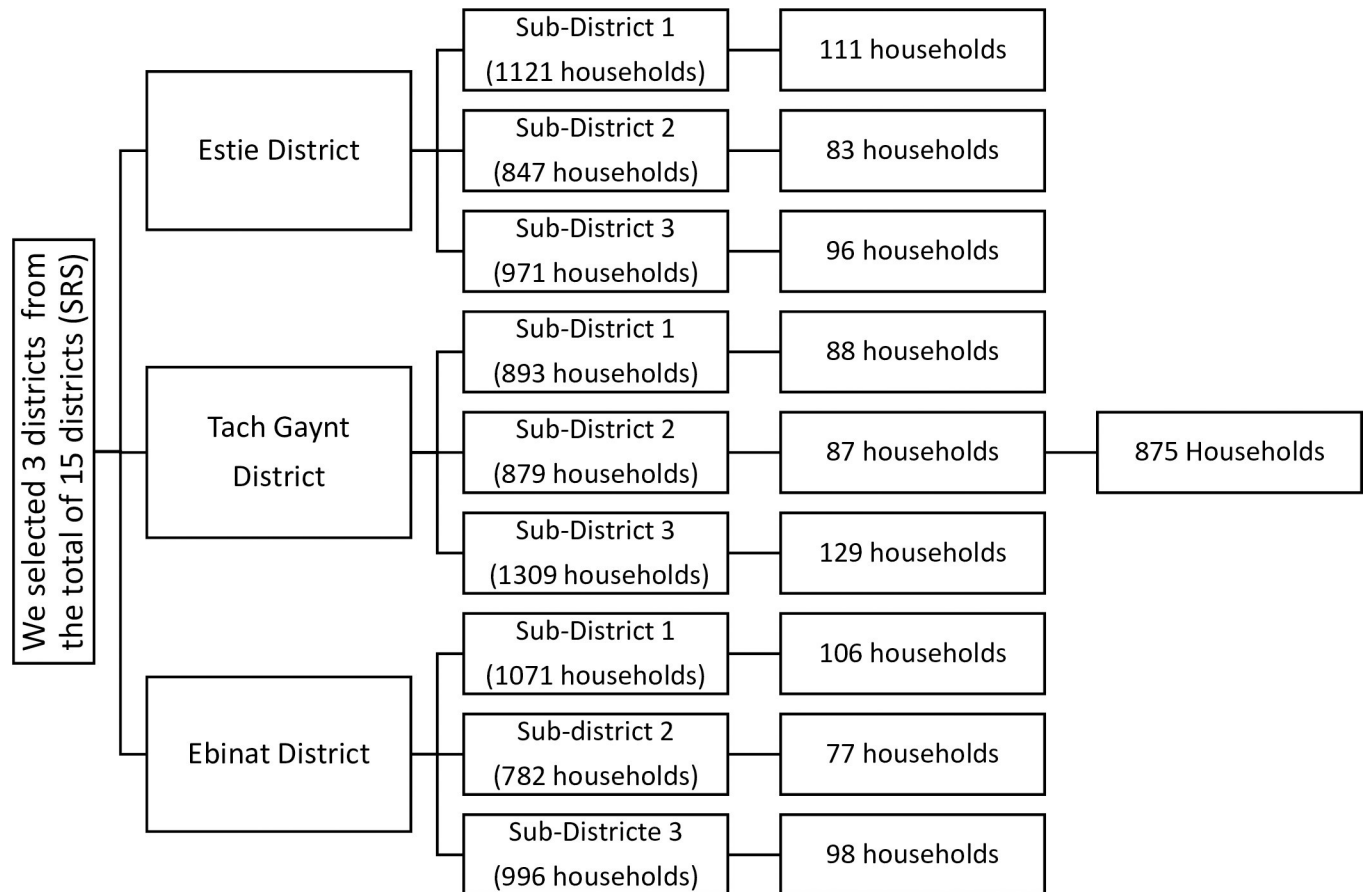 We selected 3 districts from
the total of 15 districts (SRS)
Estie District
Sub-District 1
(1121 households)
111 households
Sub-District 2
(847 households)
83 households
Sub-District 3
(971 households)
96 households
Tach Gaynt
District
Sub-District 1
(893 households)
88 households
Sub-District 2
(879 households)
87 households
875 Households
Sub-District 3
(1309 households)
129 households
Ebinat District
Sub-District 1
(1071 households)
106 households
Sub-district 2
(782 households)
77 households
Sub-Districte 3
(996 households)
98 households